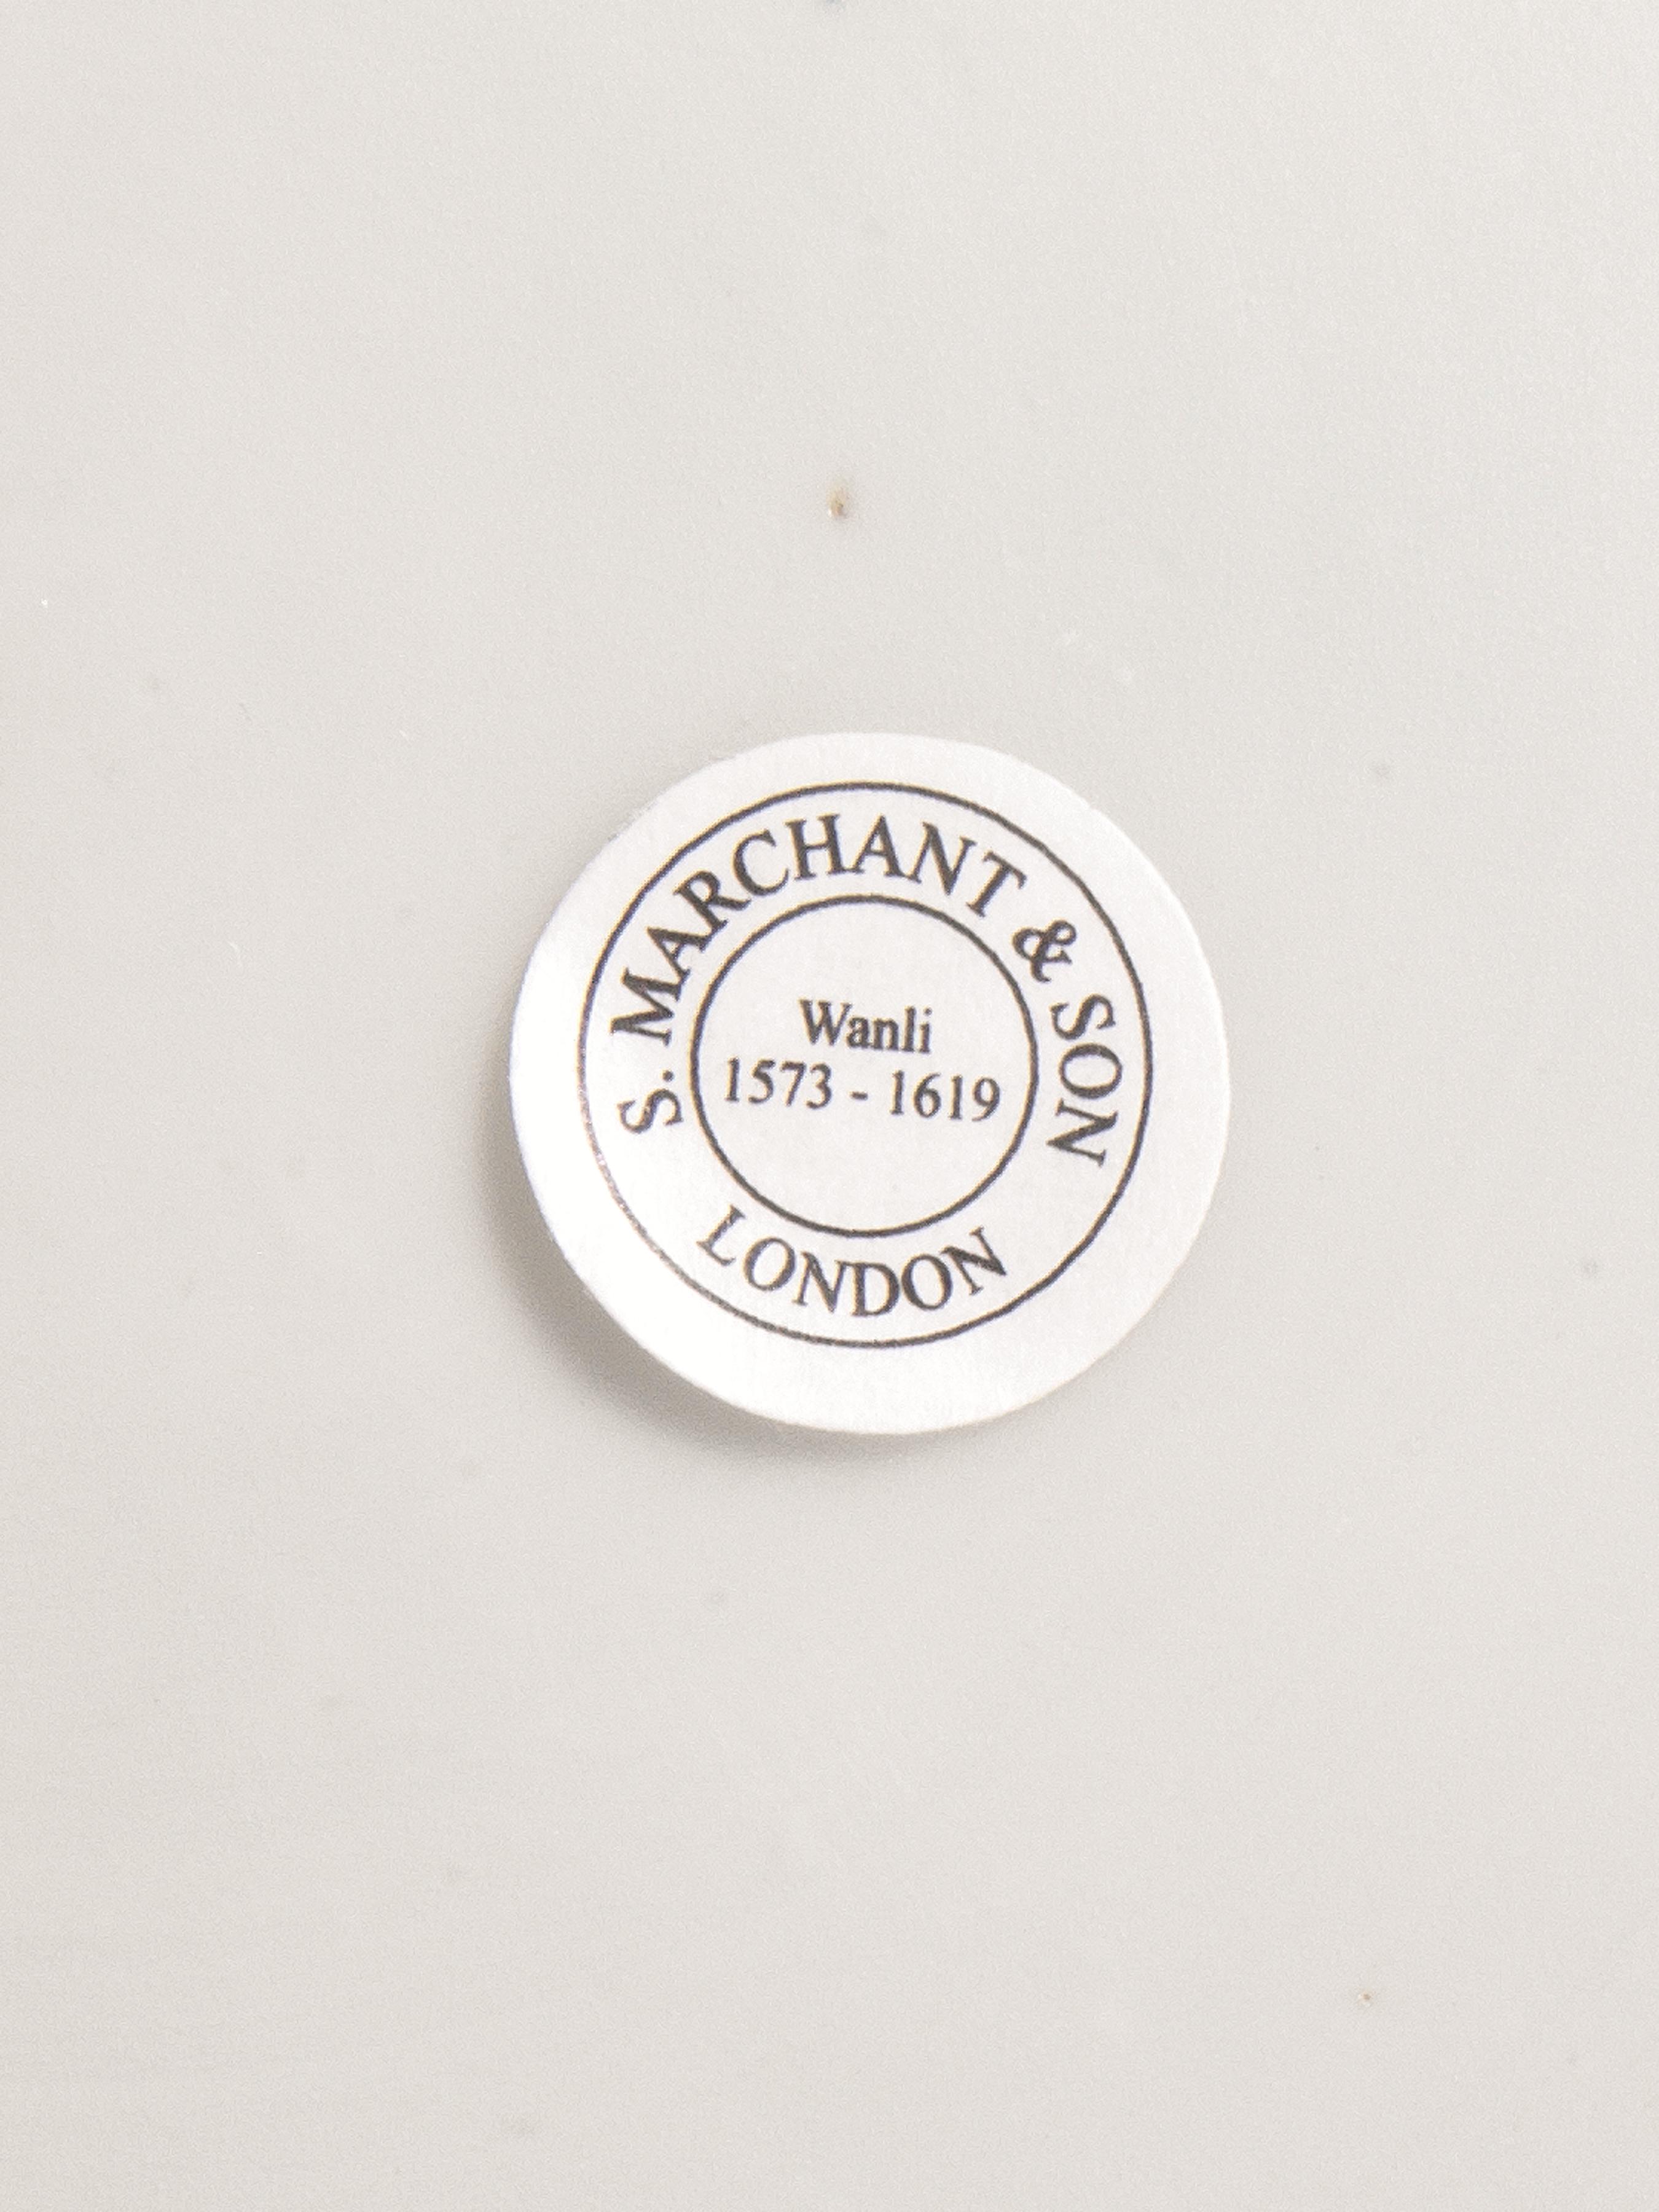 S. MARCHANT & SON
Wanli
1573 - 1619
LONDON